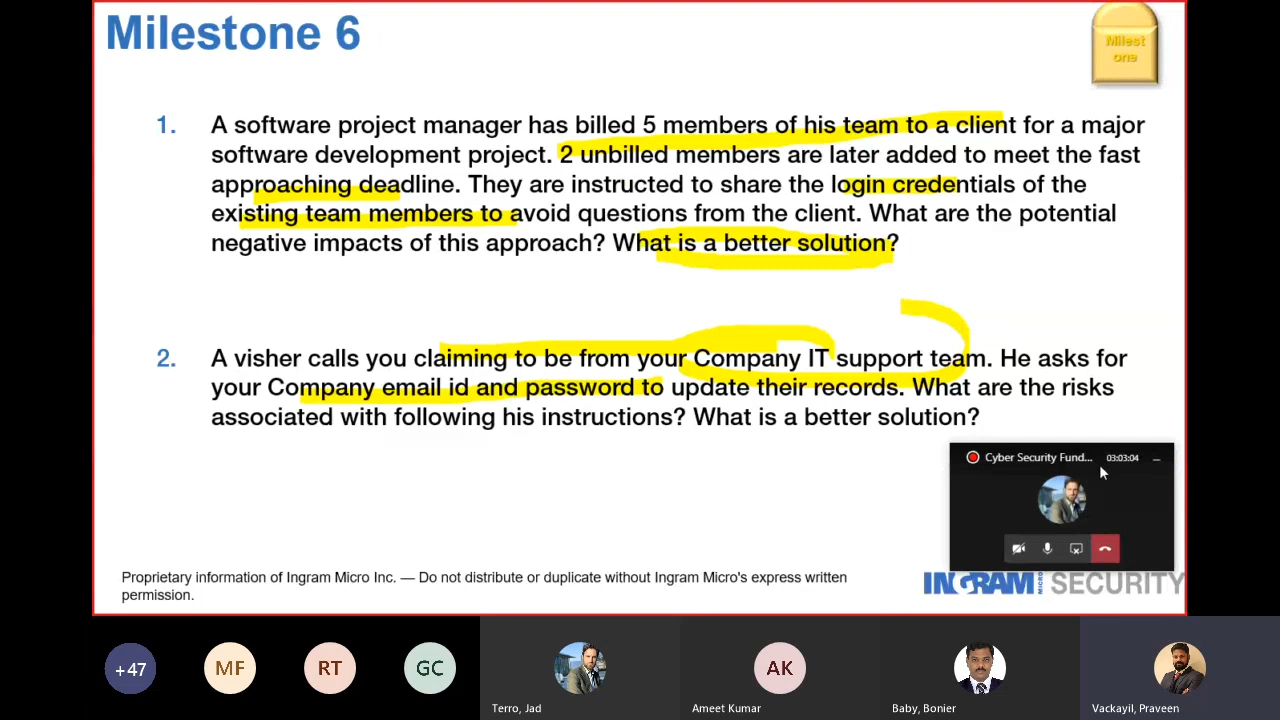 Milestone 6
Milest
one
1. A software project manager has billed 5 members of his team to a client for a major
software development project. 2 unbilled members are later added to meet the fast
approaching deadline. They are instructed to share the login credentials of the
existing team members to avoid questions from the client. What are the potential
negative impacts of this approach? What is a better solution?
2. A visher calls you claiming to be from your Company IT support team. He asks for
your Company email id and password to update their records. What are the risks
associated with following his instructions? What is a better solution?
Cyber Security Fund... 03:03:04
Proprietary information of Ingram Micro Inc. — Do not distribute or duplicate without Ingram Micro's express written
permission.
INGRAM MICRO SECURITY
+47
MF
RT
GC
AK
Terro, Jad
Ameet Kumar
Baby, Bonier
Vackayil, Praveen